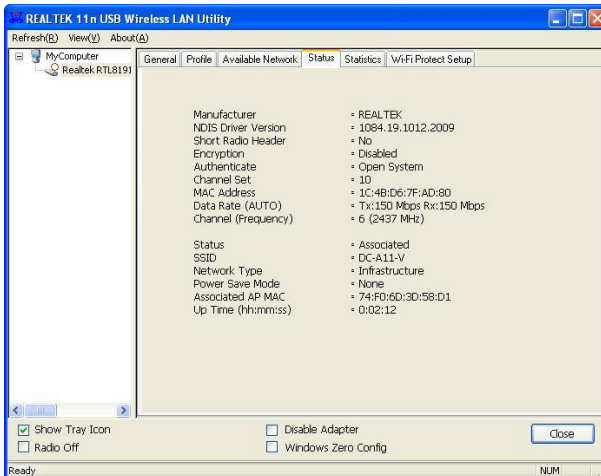 REALTEK 11n USB Wireless LAN Utility
Refresh(R) View(V) About(A)
MyComputer
Realtek RTL8191
General Profile Available Network Status Statistics Wi-Fi Protect Setup
Manufacturer = REALTEK
NDIS Driver Version = 1084.19.1012.2009
Short Radio Header = No
Encryption = Disabled
Authenticate = Open System
Channel Set = 10
MAC Address = 1C:4B:D6:7F:AD:80
Data Rate (AUTO) = Tx:150 Mbps Rx:150 Mbps
Channel (Frequency) = 6 (2437 MHz)
Status = Associated
SSID = DC-A11-V
Network Type = Infrastructure
Power Save Mode = None
Associated AP MAC = 74:F0:6D:3D:58:D1
Up Time (hh:mm:ss) = 0:02:12
Show Tray Icon Disable Adapter
Radio Off Windows Zero Config
Close
Ready NUM